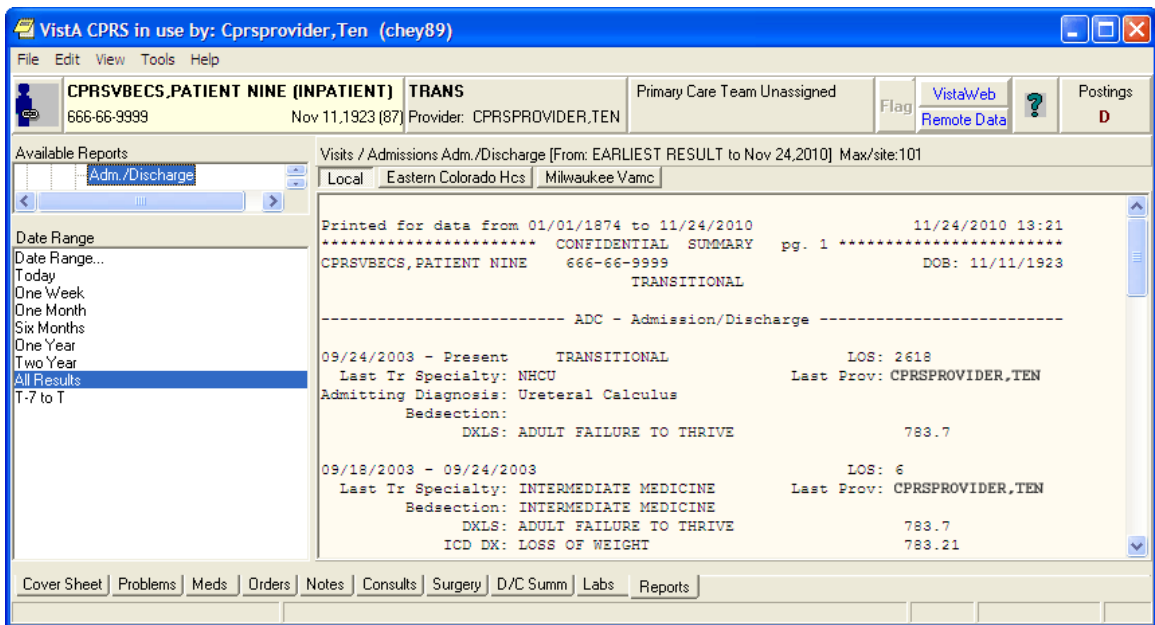 VistA CPRS in use by: Cprsprovider,Ten (chey89)
File Edit View Tools Help
CPRSVBECS,PATIENT NINE (INPATIENT) TRANS Primary Care Team Unassigned Flag VistaWeb ? Postings
666-66-9999 Nov 11,1923 (87) Provider: CPRSPROVIDER,TEN Remote Data D
Available Reports
Adm./Discharge
Date Range
Date Range...
Today
One Week
One Month
Six Months
One Year
Two Year
All Results
T-7 to T
Visits / Admissions Adm./Discharge [From: EARLIEST RESULT to Nov 24,2010] Max/site:101
Local Eastern Colorado Hcs Milwaukee Vamc
Printed for data from 01/01/1874 to 11/24/2010 11/24/2010 13:21
*********************** CONFIDENTIAL SUMMARY pg. 1 ************************
CPRSVBECS,PATIENT NINE 666-66-9999 DOB: 11/11/1923
TRANSITIONAL
-------------------------- ADC - Admission/Discharge --------------------------
09/24/2003 - Present TRANSITIONAL LOS: 2618
Last Tr Specialty: NHCU Last Prov: CPRSPROVIDER,TEN
Admitting Diagnosis: Ureteral Calculus
Bedsection:
DXLS: ADULT FAILURE TO THRIVE 783.7
09/18/2003 - 09/24/2003 LOS: 6
Last Tr Specialty: INTERMEDIATE MEDICINE Last Prov: CPRSPROVIDER,TEN
Bedsection: INTERMEDIATE MEDICINE
DXLS: ADULT FAILURE TO THRIVE 783.7
ICD DX: LOSS OF WEIGHT 783.21
Cover Sheet Problems Meds Orders Notes Consults Surgery D/C Summ Labs Reports